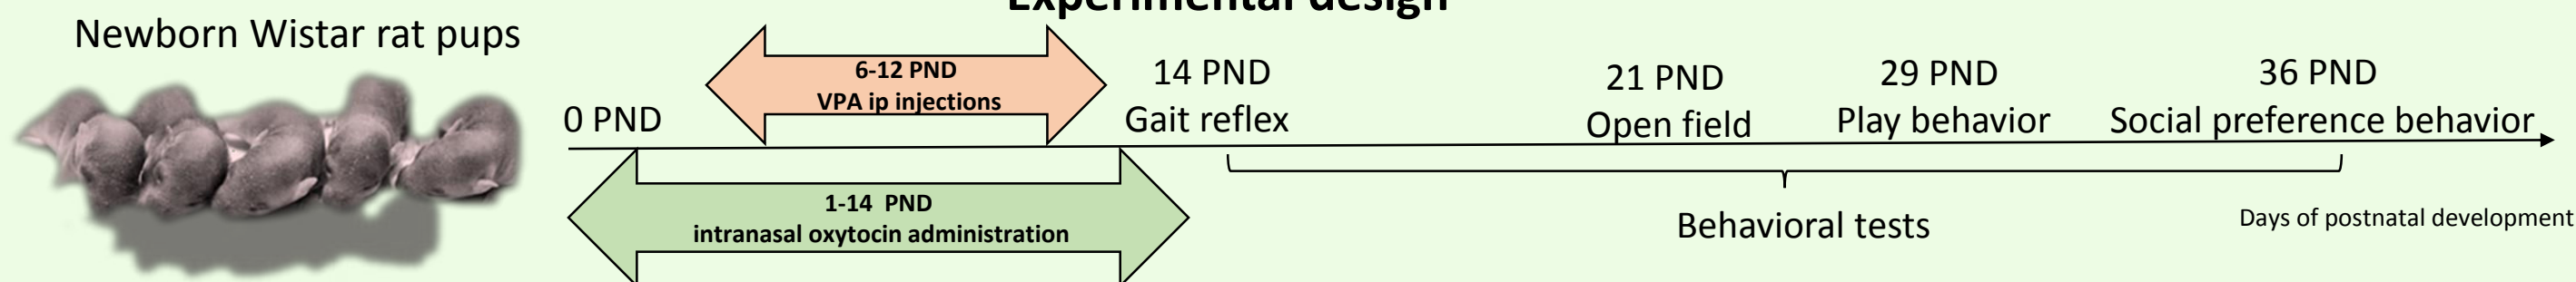 Experimental design
Newborn Wistar rat pups
6-12 PND
VPA ip injections
0 PND
14 PND
Gait reflex
21 PND
Open field
29 PND
Play behavior
36 PND
Social preference behavior
1-14 PND
intranasal oxytocin administration
Behavioral tests
Days of postnatal development